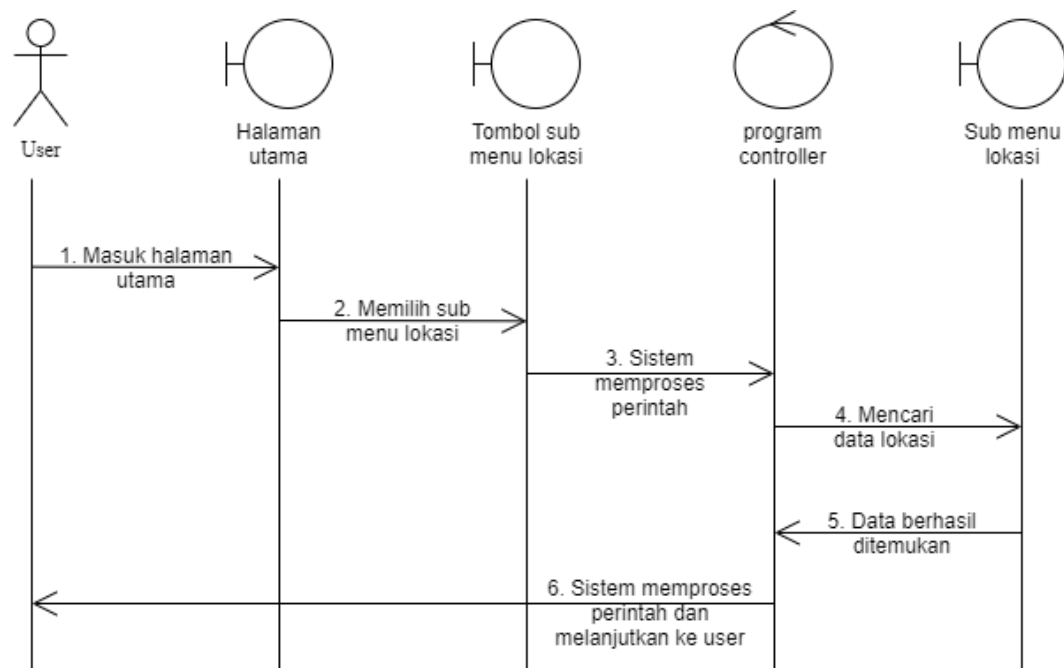 User
Halaman
utama
Tombol sub
menu lokasi
program
controller
Sub menu
lokasi
1. Masuk halaman
utama
2. Memilih sub
menu lokasi
3. Sistem
memproses
perintah
4. Mencari
data lokasi
5. Data berhasil
ditemukan
6. Sistem memproses
perintah dan
melanjutkan ke user